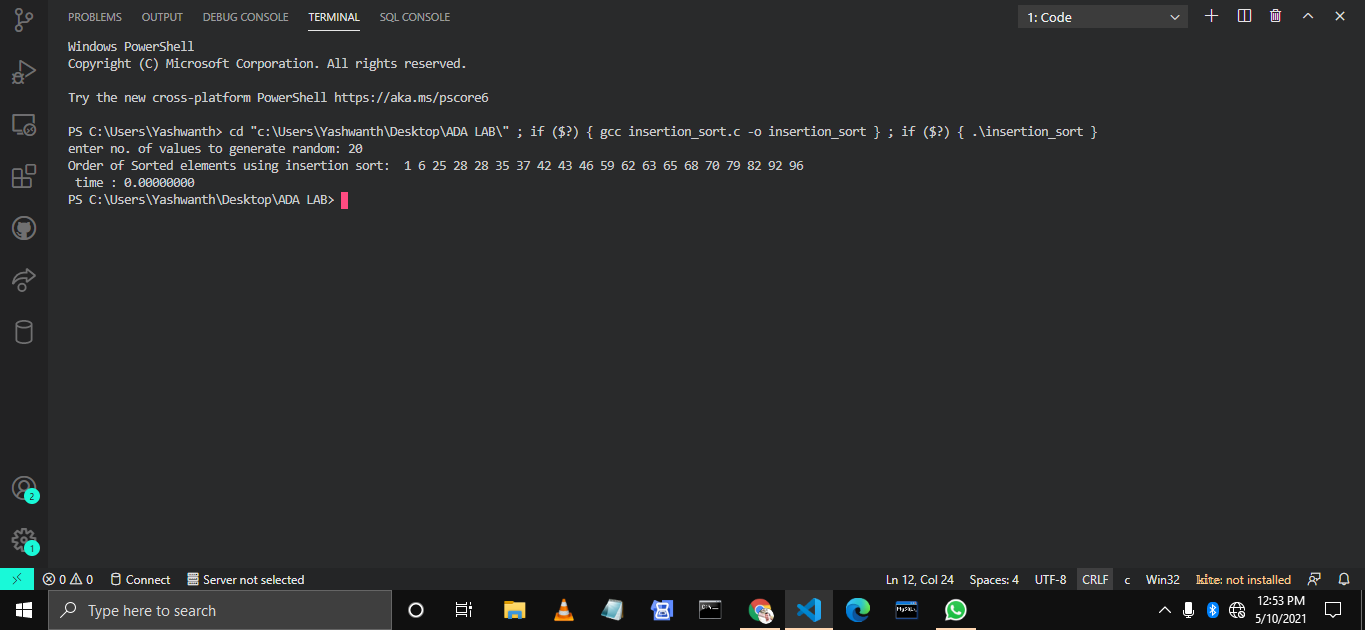 PROBLEMS OUTPUT DEBUG CONSOLE TERMINAL SQL CONSOLE 1: Code
Windows PowerShell
Copyright (C) Microsoft Corporation. All rights reserved.
Try the new cross-platform PowerShell https://aka.ms/pscore6
PS C:\Users\Yashwanth> cd "c:\Users\Yashwanth\Desktop\ADA LAB\" ; if ($?) { gcc insertion_sort.c -o insertion_sort } ; if ($?) { .\insertion_sort }
enter no. of values to generate random: 20
Order of Sorted elements using insertion sort:  1 6 25 28 28 35 37 42 43 46 59 62 63 65 68 70 79 82 92 96
 time : 0.00000000
PS C:\Users\Yashwanth\Desktop\ADA LAB>
2
1
0 0 Connect Server not selected Ln 12, Col 24 Spaces: 4 UTF-8 CRLF c Win32 kite: not installed
Type here to search
12:53 PM
5/10/2021